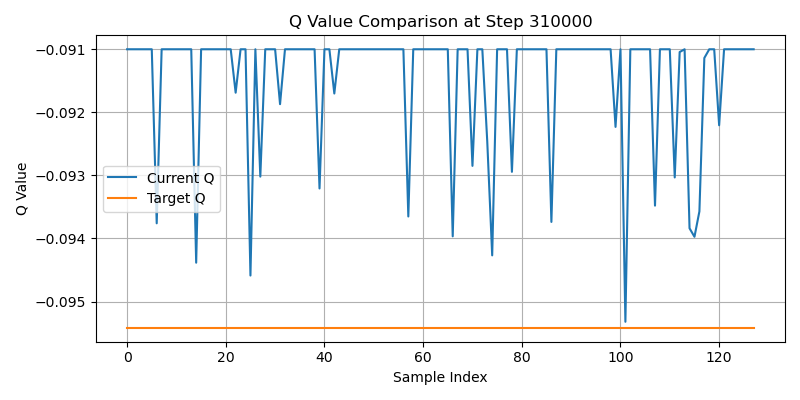 Q Value Comparison at Step 310000
−0.091
−0.092
−0.093
−0.094
−0.095
Q Value
Current Q
Target Q
0 20 40 60 80 100 120
Sample Index